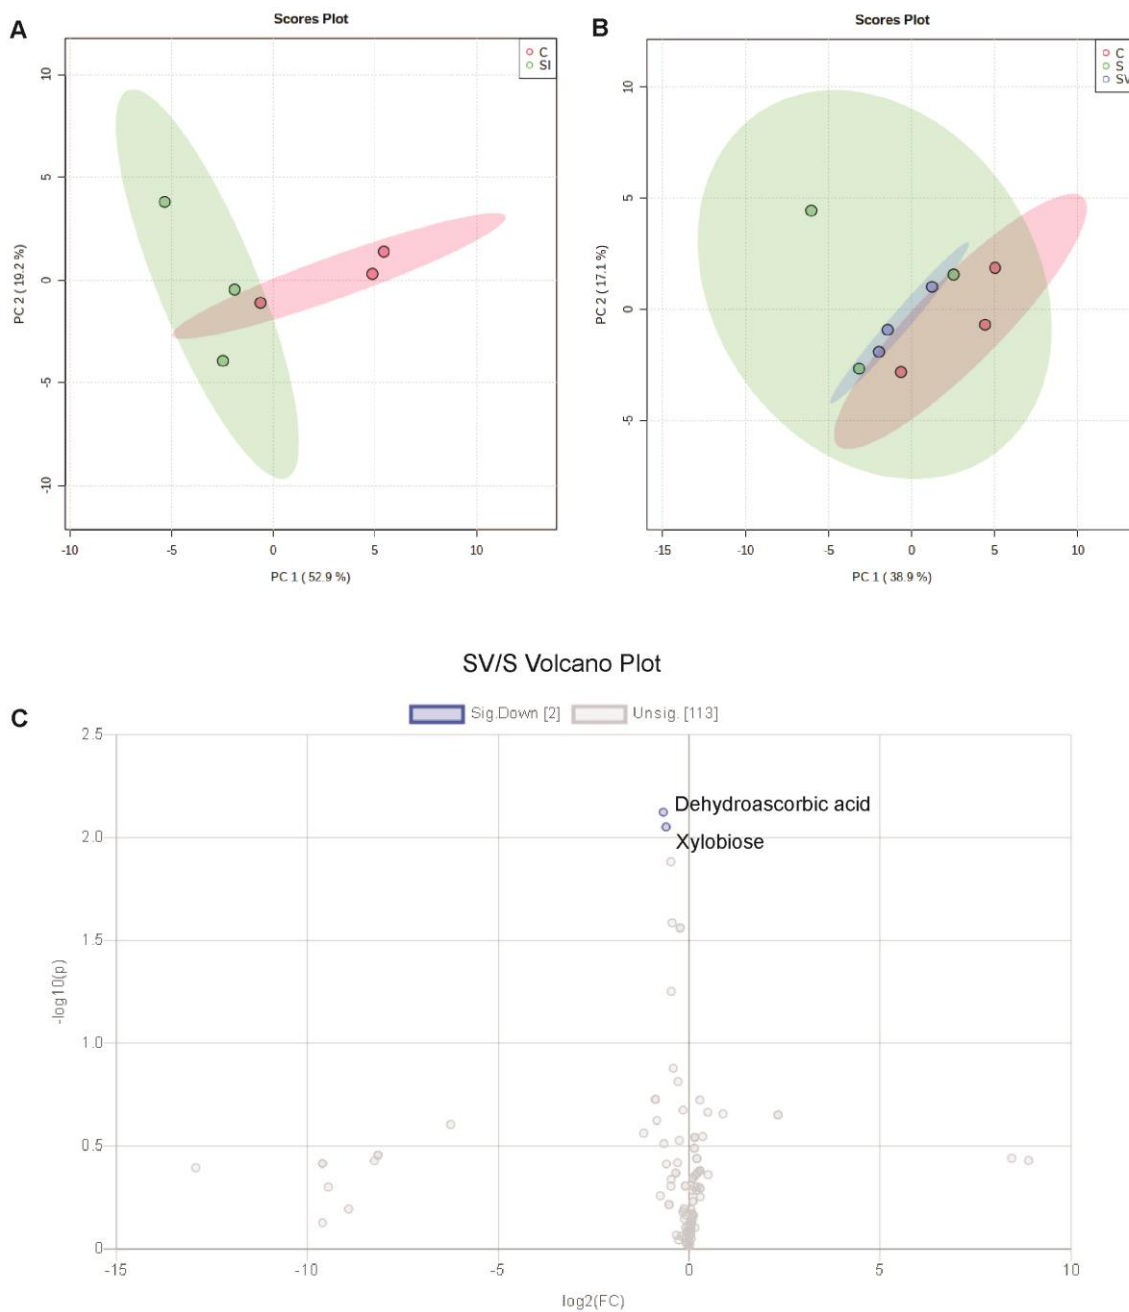 A
Scores Plot
C
SI
10
5
0
-5
-10
PC 2 ( 19.2 %)
-10
-5
0
5
10
PC 1 ( 52.9 %)
B
Scores Plot
C
S
SV
10
5
0
-5
PC 2 ( 17.1 %)
-15
-10
-5
0
5
10
PC 1 ( 38.9 %)
SV/S Volcano Plot
C
Sig.Down [2]
Unsig. [113]
2.5
2.0
1.5
1.0
0.5
0
-log10(p)
Dehydroascorbic acid
Xylobiose
-15
-10
-5
0
5
10
log2(FC)